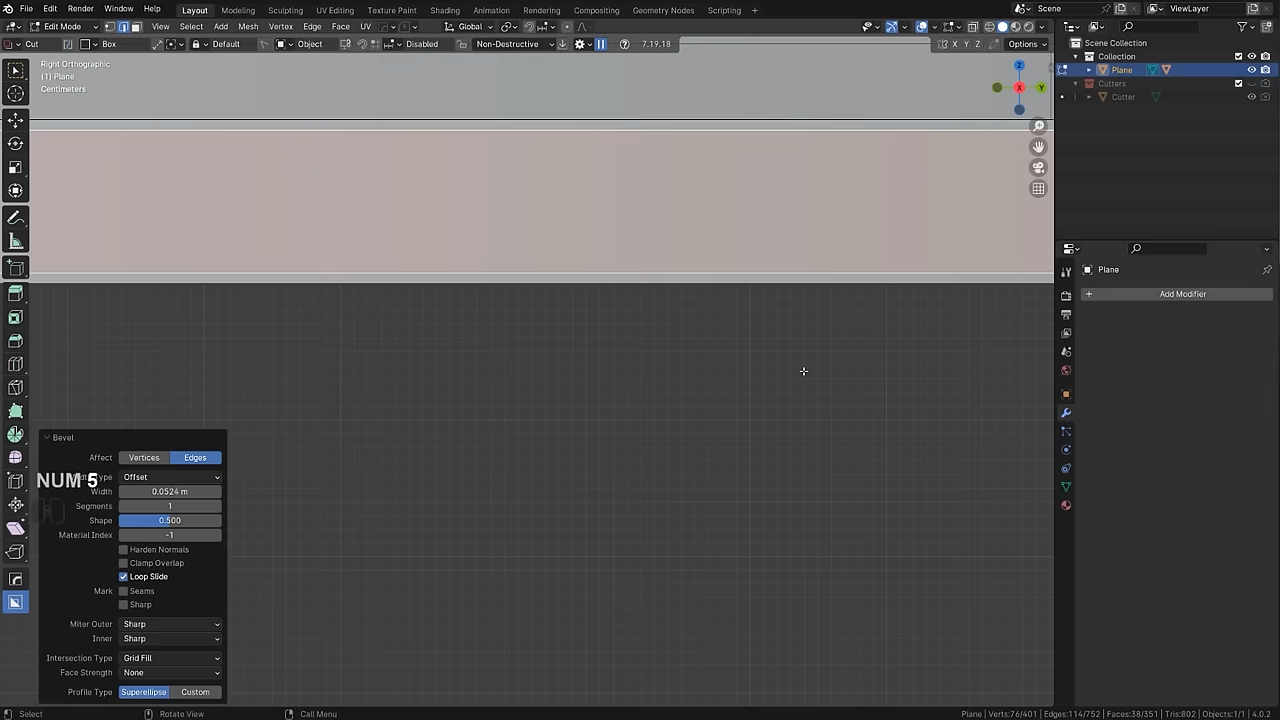 File Edit Render Window Help Layout Modeling Sculpting UV Editing Texture Paint Shading Animation Rendering Compositing Geometry Nodes Scripting Scene ViewLayer
Edit Mode View Select Add Mesh Vertex Edge Face UV Global
Cut Box Default Object Disabled Non-Destructive 7.19.18 X Y Z Options
Right Orthographic
(1) Plane
Centimeters
Z
X
Y
Scene Collection
Collection
Plane
Cutters
Cutter
Plane
Add Modifier
Bevel
Affect Vertices Edges
Type Offset
NUM 5
Width 0.0524 m
Segments 1
Shape 0.500
Material Index -1
Harden Normals
Clamp Overlap
Loop Slide
Mark Seams
Sharp
Miter Outer Sharp
Inner Sharp
Intersection Type Grid Fill
Face Strength None
Profile Type Superellipse Custom
Select Rotate View Call Menu Plane | Verts:76/401 | Edges:114/752 | Faces:38/351 | Tris:802 | Objects:1/1 | 4.0.2